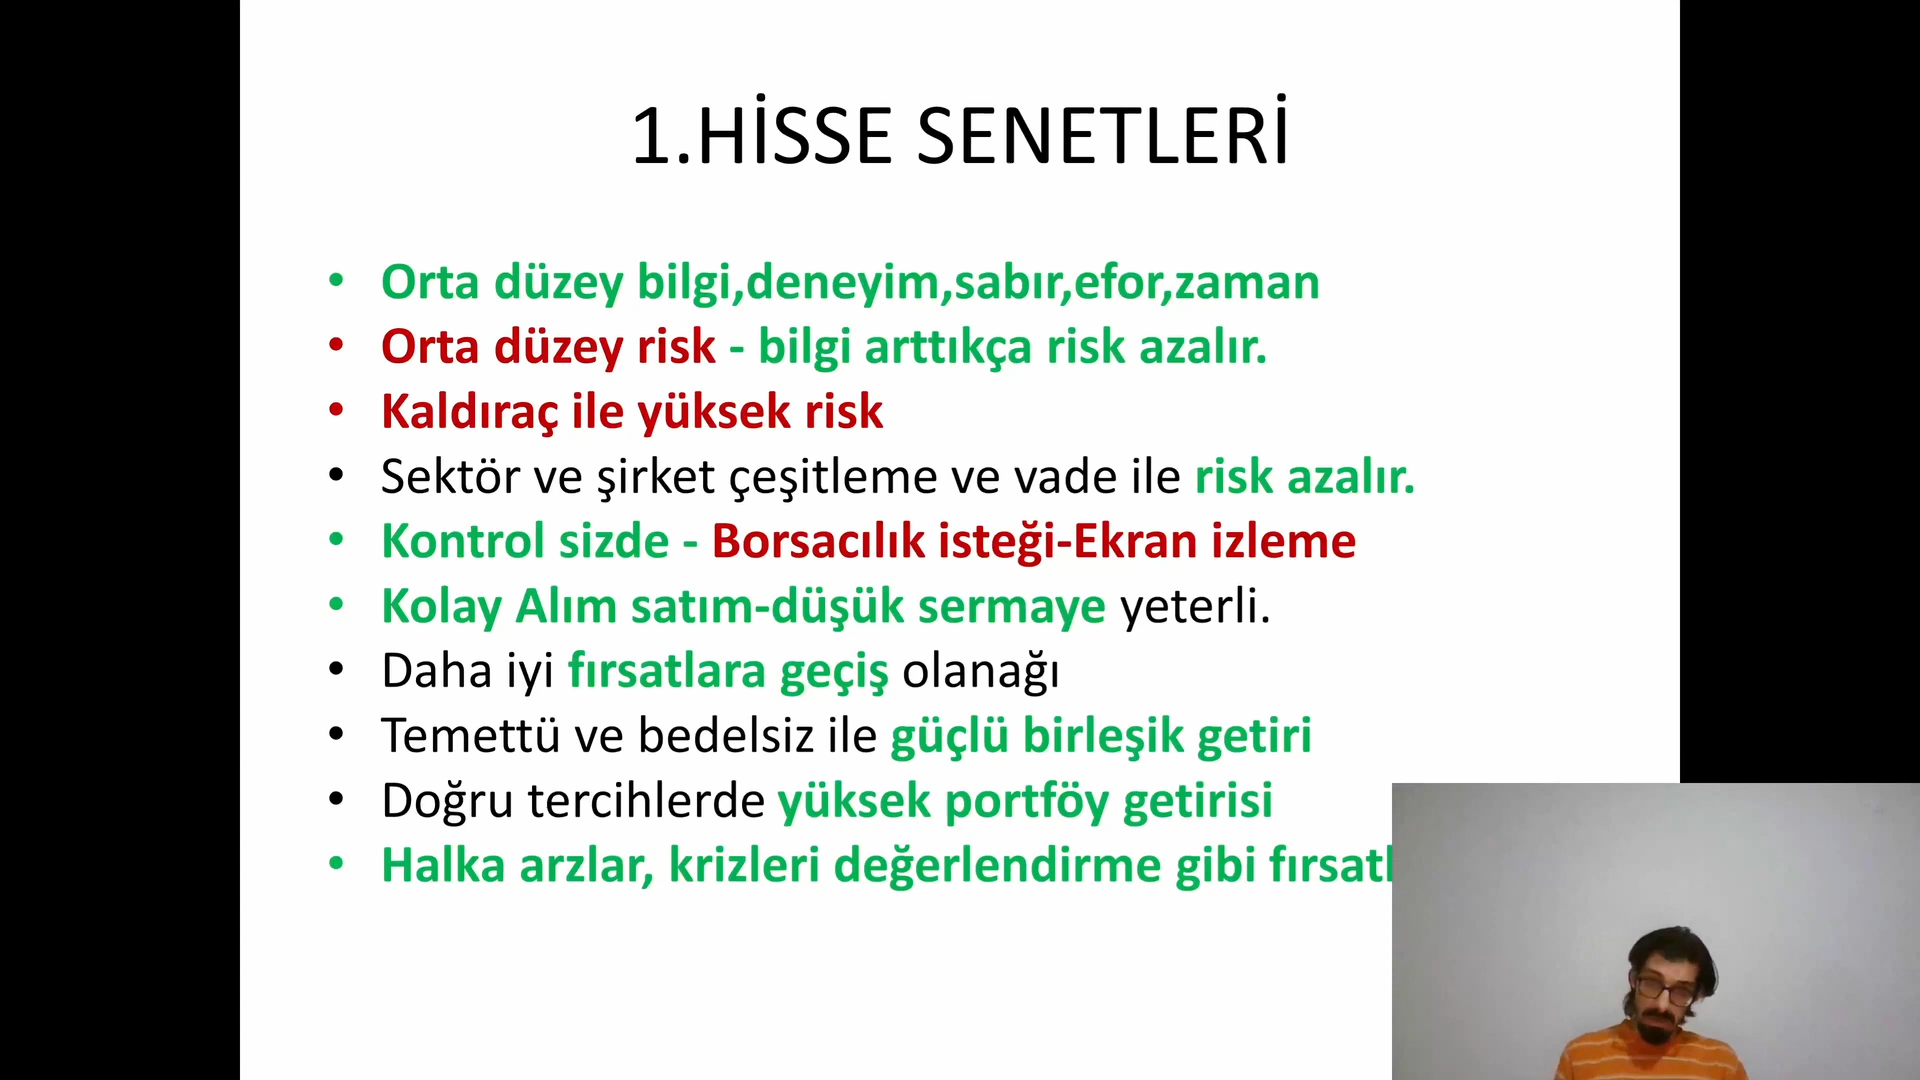 1.HİSSE SENETLERİ
• Orta düzey bilgi,deneyim,sabır,efor,zaman
• Orta düzey risk - bilgi arttıkça risk azalır.
• Kaldıraç ile yüksek risk
• Sektör ve şirket çeşitleme ve vade ile risk azalır.
• Kontrol sizde - Borsacılık isteği-Ekran izleme
• Kolay Alım satım-düşük sermaye yeterli.
• Daha iyi fırsatlara geçiş olanağı
• Temettü ve bedelsiz ile güçlü birleşik getiri
• Doğru tercihlerde yüksek portföy getirisi
• Halka arzlar, krizleri değerlendirme gibi